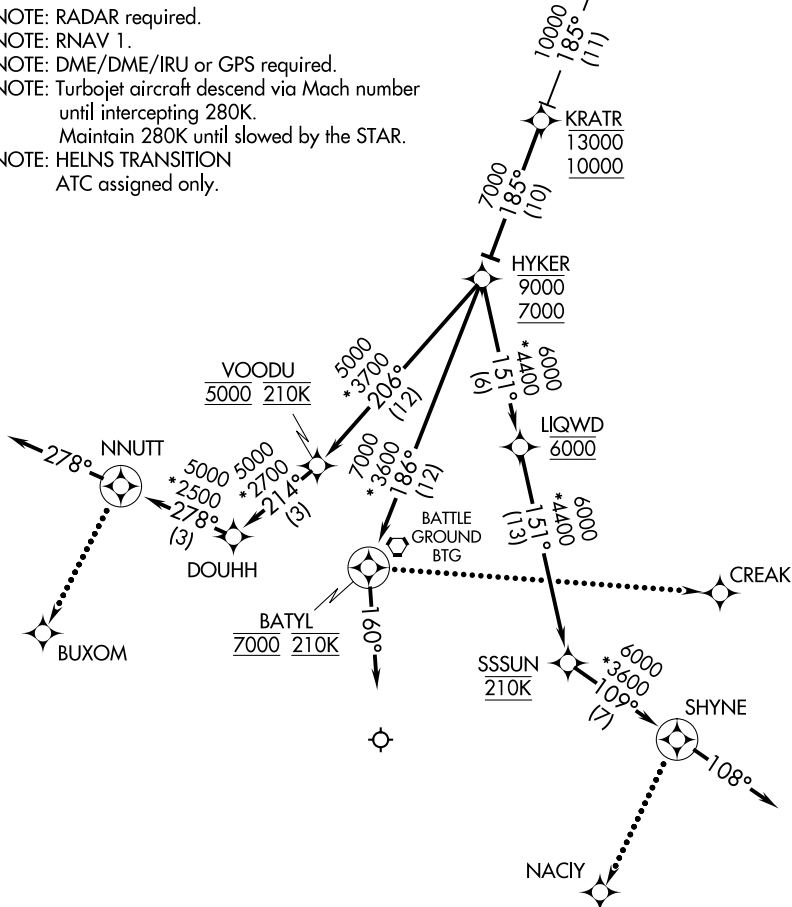 NOTE: RADAR required.
NOTE: RNAV 1.
NOTE: DME/DME/IRU or GPS required.
NOTE: Turbojet aircraft descend via Mach number
until intercepting 280K.
Maintain 280K until slowed by the STAR.
NOTE: HELNS TRANSITION
ATC assigned only.
10000
185°
(11)
KRATR
13000
10000
7000
185°
(10)
HYKER
9000
7000
5000
*3700
206°
(12)
7000
*3600
186°
(12)
6000
*4400
151°
(6)
VOODU
5000 210K
LIQWD
6000
NNUTT
278°
5000
*2500
278°
(3)
5000
*2700
214°
(3)
DOUHH
BUXOM
BATTLE
GROUND
BTG
6000
*4400
151°
(13)
CREAK
BATYL
7000 210K
160°
SSSUN
210K
6000
*3600
109°
(7)
SHYNE
108°
NACIY